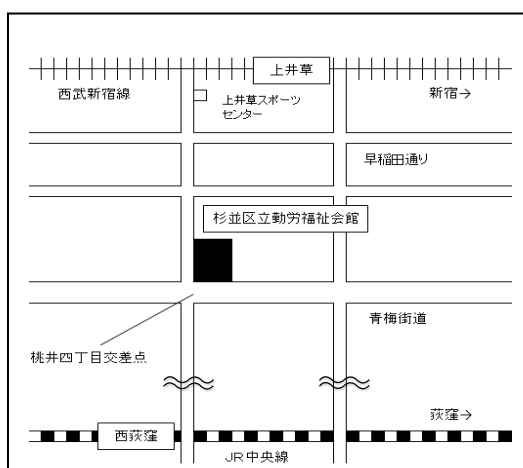 上井草
西武新宿線
上井草スポーツ
センター
新宿→
早稲田通り
杉並区立勤労福祉会館
青梅街道
桃井四丁目交差点
荻窪→
西荻窪
JR中央線